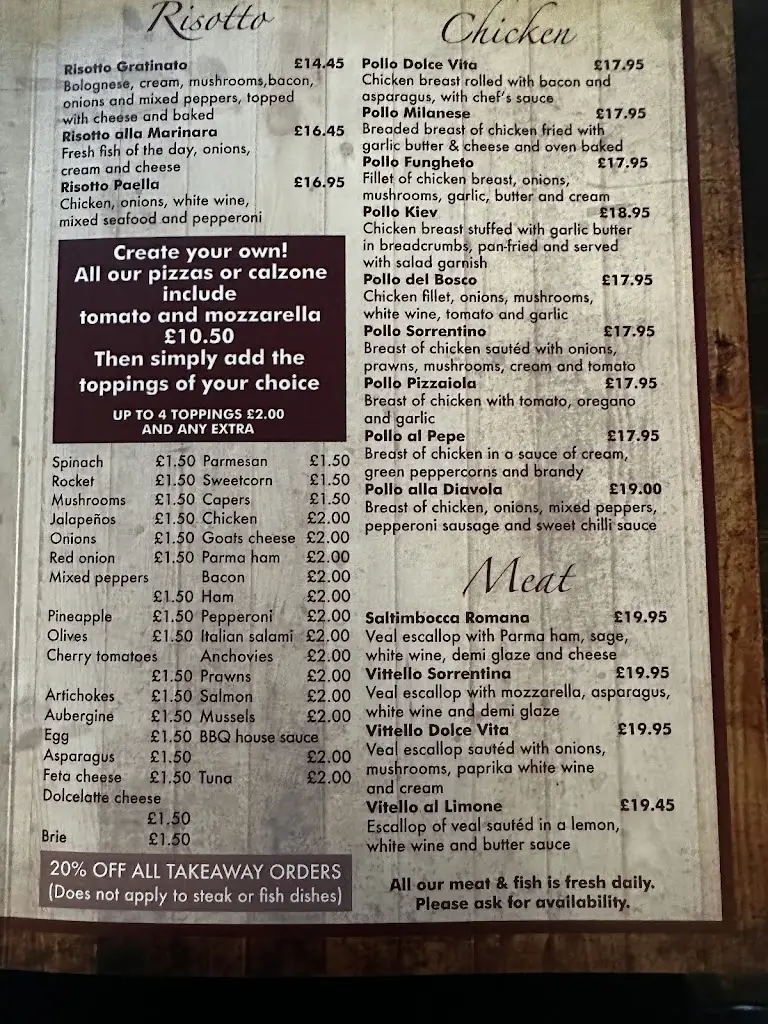 Risotto
Risotto Gratinato £14.45
Bolognese, cream, mushrooms,bacon,
onions and mixed peppers, topped
with cheese and baked
Risotto alla Marinara £16.45
Fresh fish of the day, onions,
cream and cheese
Risotto Paella £16.95
Chicken, onions, white wine,
mixed seafood and pepperoni
Create your own!
All our pizzas or calzone
include
tomato and mozzarella
£10.50
Then simply add the
toppings of your choice
UP TO 4 TOPPINGS £2.00
AND ANY EXTRA
Spinach £1.50 Parmesan £1.50
Rocket £1.50 Sweetcorn £1.50
Mushrooms £1.50 Capers £1.50
Jalapeños £1.50 Chicken £2.00
Onions £1.50 Goats cheese £2.00
Red onion £1.50 Parma ham £2.00
Mixed peppers Bacon £2.00
£1.50 Ham £2.00
Pineapple £1.50 Pepperoni £2.00
Olives £1.50 Italian salami £2.00
Cherry tomatoes Anchovies £2.00
£1.50 Prawns £2.00
Artichokes £1.50 Salmon £2.00
Aubergine £1.50 Mussels £2.00
Egg £1.50 BBQ house sauce
Asparagus £1.50 £2.00
Feta cheese £1.50 Tuna £2.00
Dolcelatte cheese
£1.50
Brie £1.50
20% OFF ALL TAKEAWAY ORDERS
(Does not apply to steak or fish dishes)
Chicken
Pollo Dolce Vita £17.95
Chicken breast rolled with bacon and
asparagus, with chef's sauce
Pollo Milanese £17.95
Breaded breast of chicken fried with
garlic butter & cheese and oven baked
Pollo Fungheto £17.95
Fillet of chicken breast, onions,
mushrooms, garlic, butter and cream
Pollo Kiev £18.95
Chicken breast stuffed with garlic butter
in breadcrumbs, pan-fried and served
with salad garnish
Pollo del Bosco £17.95
Chicken fillet, onions, mushrooms,
white wine, tomato and garlic
Pollo Sorrentino £17.95
Breast of chicken sautéd with onions,
prawns, mushrooms, cream and tomato
Pollo Pizzaiola £17.95
Breast of chicken with tomato, oregano
and garlic
Pollo al Pepe £17.95
Breast of chicken in a sauce of cream,
green peppercorns and brandy
Pollo alla Diavola £19.00
Breast of chicken, onions, mixed peppers,
pepperoni sausage and sweet chilli sauce
Meat
Saltimbocca Romana £19.95
Veal escallop with Parma ham, sage,
white wine, demi glaze and cheese
Vittello Sorrentina £19.95
Veal escallop with mozzarella, asparagus,
white wine and demi glaze
Vittello Dolce Vita £19.95
Veal escallop sautéd with onions,
mushrooms, paprika white wine
and cream
Vitello al Limone £19.45
Escallop of veal sautéd in a lemon,
white wine and butter sauce
All our meat & fish is fresh daily.
Please ask for availability.